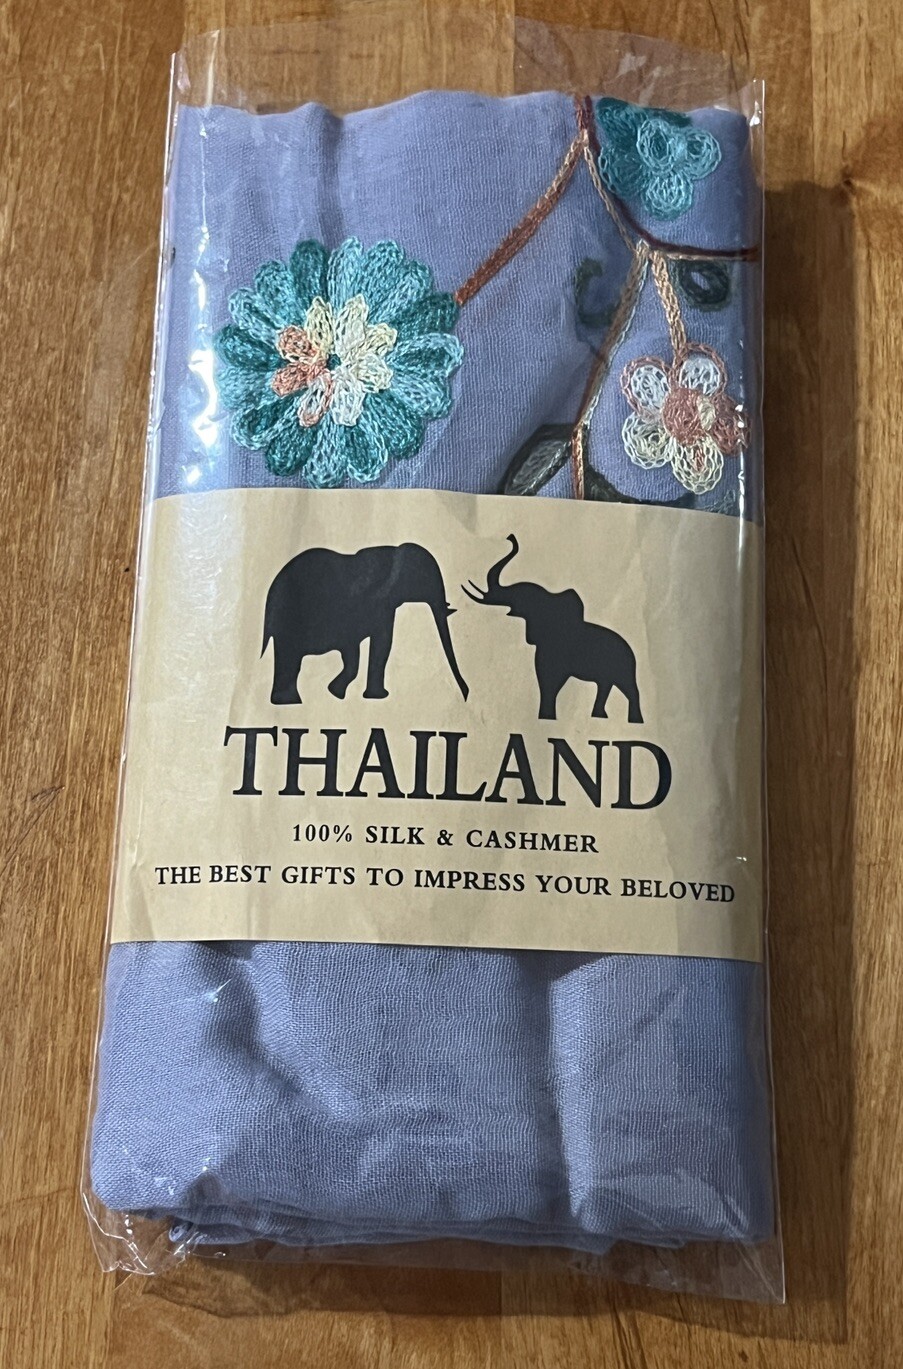 THAILAND
100% SILK & CASHMER
THE BEST GIFTS TO IMPRESS YOUR BELOVED